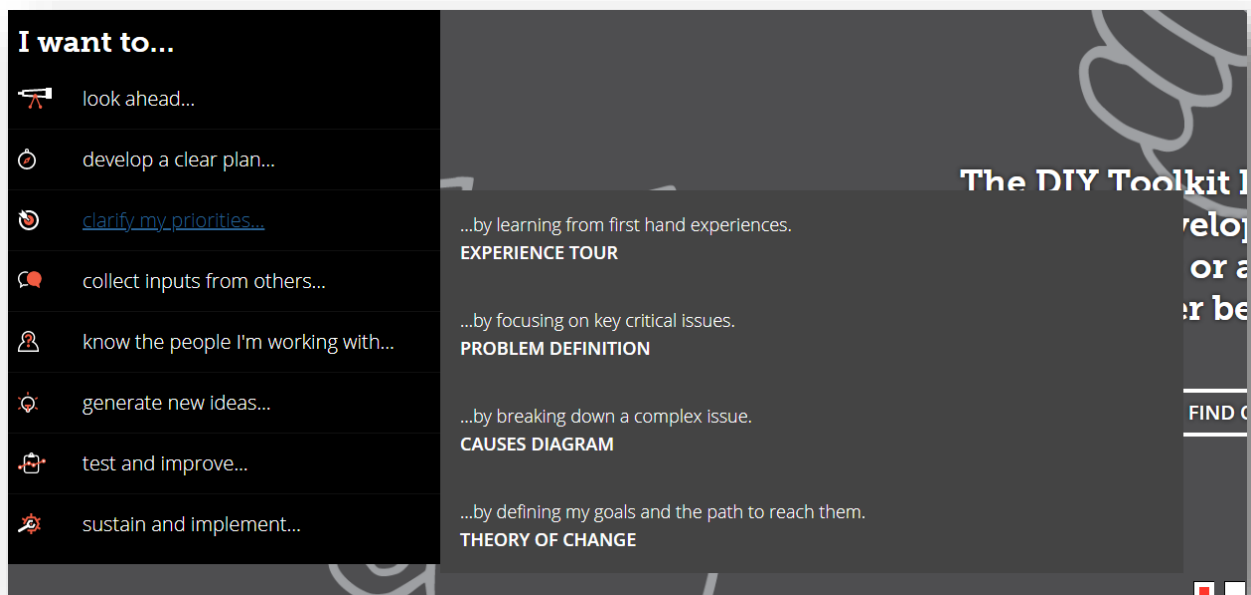 I want to...
look ahead...
develop a clear plan...
clarify my priorities...
collect inputs from others...
know the people I'm working with...
generate new ideas...
test and improve...
sustain and implement...
...by learning from first hand experiences.
EXPERIENCE TOUR
...by focusing on key critical issues.
PROBLEM DEFINITION
...by breaking down a complex issue.
CAUSES DIAGRAM
...by defining my goals and the path to reach them.
THEORY OF CHANGE
The DIY Toolkit
or
FIND